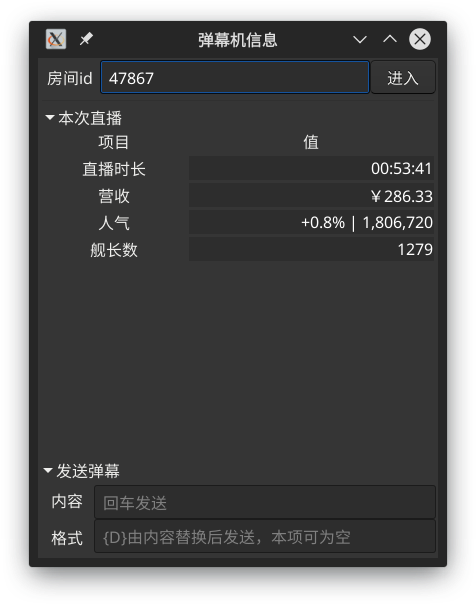 弹幕机信息
房间id 47867 进入
本次直播
项目 值
直播时长 00:53:41
营收 ￥286.33
人气 +0.8% | 1,806,720
舰长数 1279
发送弹幕
内容 回车发送
格式 {D}由内容替换后发送，本项可为空